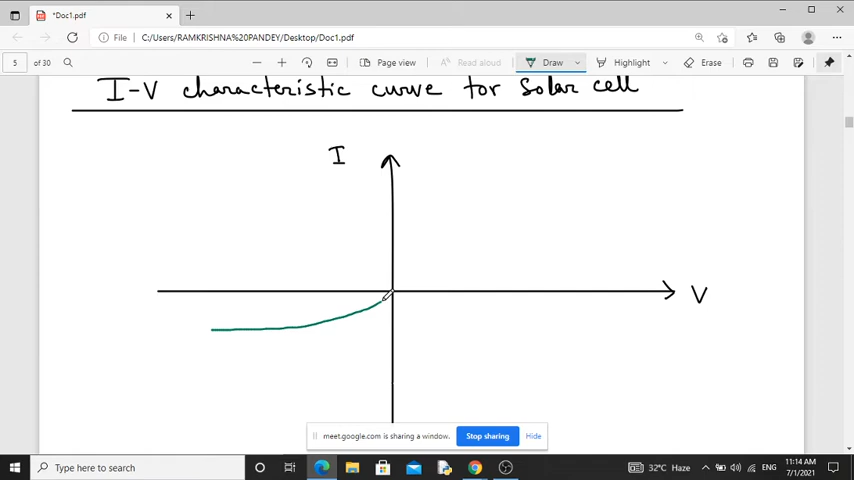 *Doc1.pdf
File C:/Users/RAMKRISHNA%20PANDEY/Desktop/Doc1.pdf
5 of 30 Page view Read aloud Draw Highlight Erase
I-V characteristic curve for solar cell
I
V
meet.google.com is sharing a window. Stop sharing Hide
Type here to search 32°C Haze ENG 11:14 AM
7/1/2021